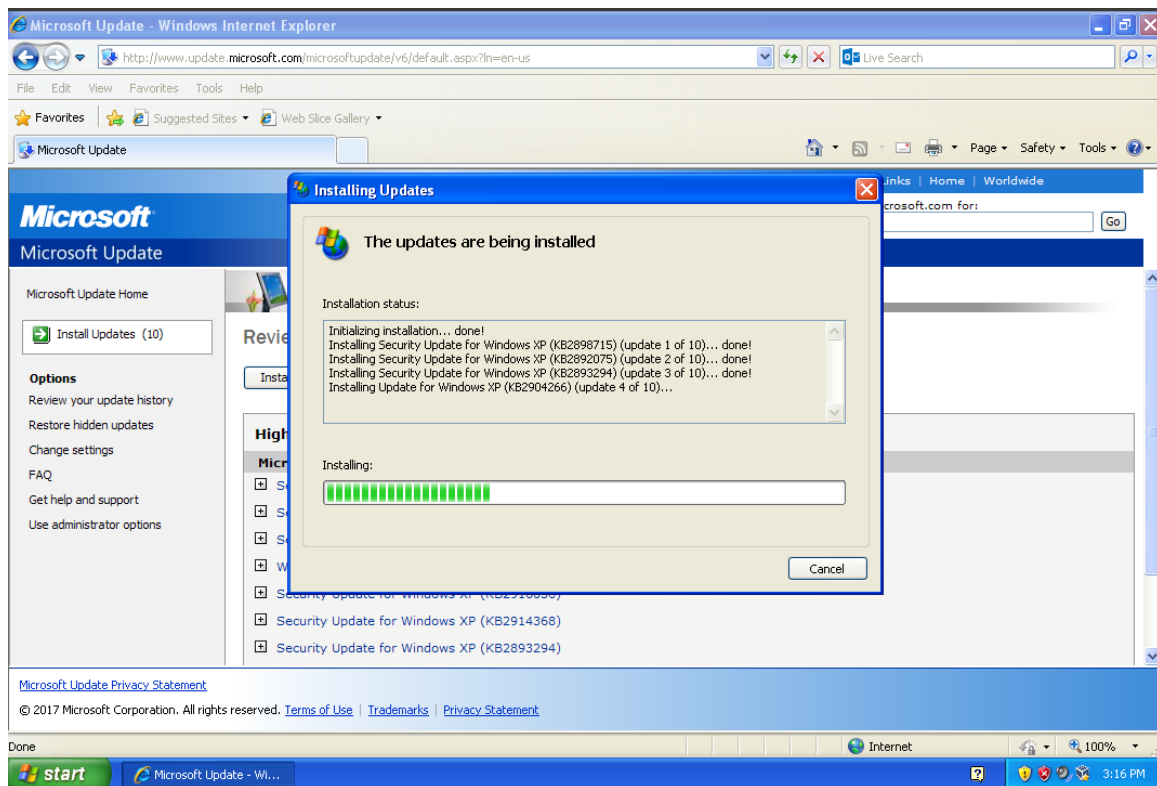 Microsoft Update - Windows Internet Explorer
http://www.update.microsoft.com/microsoftupdate/v6/default.aspx?ln=en-us
Live Search
File Edit View Favorites Tools Help
Favorites Suggested Sites Web Slice Gallery
Microsoft Update
Page Safety Tools
Installing Updates
Links | Home | Worldwide
Microsoft
crosoft.com for:
Go
Microsoft Update
The updates are being installed
Microsoft Update Home
Install Updates (10)
Options
Review your update history
Restore hidden updates
Change settings
FAQ
Get help and support
Use administrator options
Revie
Insta
High
Micr
Installation status:
Initializing installation... done!
Installing Security Update for Windows XP (KB2898715) (update 1 of 10)... done!
Installing Security Update for Windows XP (KB2892075) (update 2 of 10)... done!
Installing Security Update for Windows XP (KB2893294) (update 3 of 10)... done!
Installing Update for Windows XP (KB2904266) (update 4 of 10)...
Installing:
Cancel
Security Update for Windows XP
Security Update for Windows XP (KB2914368)
Security Update for Windows XP (KB2893294)
Microsoft Update Privacy Statement
© 2017 Microsoft Corporation. All rights reserved. Terms of Use | Trademarks | Privacy Statement
Done
Internet
100%
start
Microsoft Update - Wi...
3:16 PM